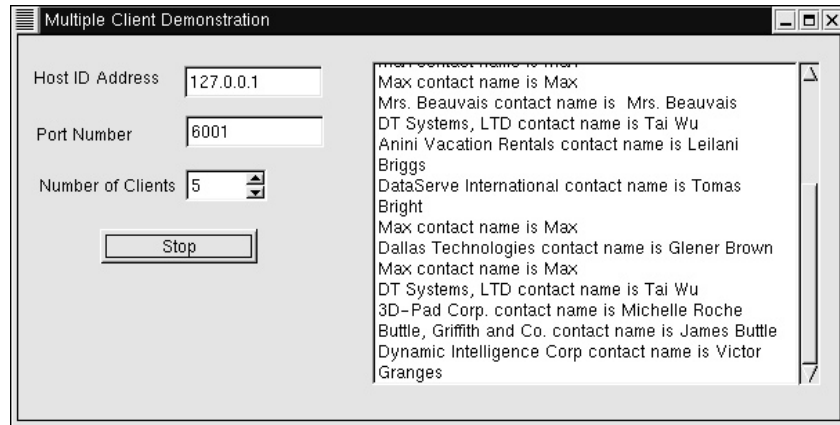 Multiple Client Demonstration
Host ID Address
127.0.0.1
Port Number
6001
Number of Clients
5
Stop
Max contact name is Max
Max contact name is Max
Mrs. Beauvais contact name is  Mrs. Beauvais
DT Systems, LTD contact name is Tai Wu
Anini Vacation Rentals contact name is Leilani
Briggs
DataServe International contact name is Tomas
Bright
Max contact name is Max
Dallas Technologies contact name is Glener Brown
Max contact name is Max
DT Systems, LTD contact name is Tai Wu
3D-Pad Corp. contact name is Michelle Roche
Buttle, Griffith and Co. contact name is James Buttle
Dynamic Intelligence Corp contact name is Victor
Granges